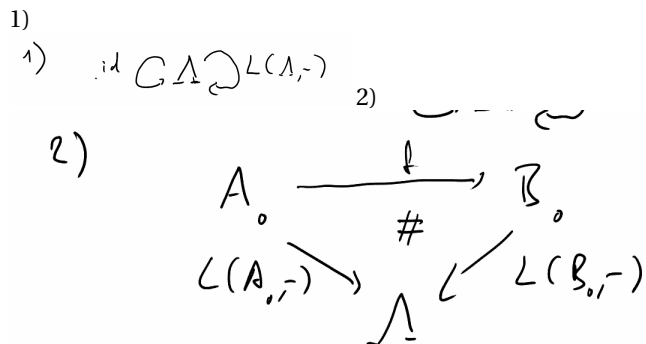 1)
1) id Λ L(Λ,-)
2)
2) f
A₀ B₀
#
L(A₀,-) L(B₀,-)
Λ